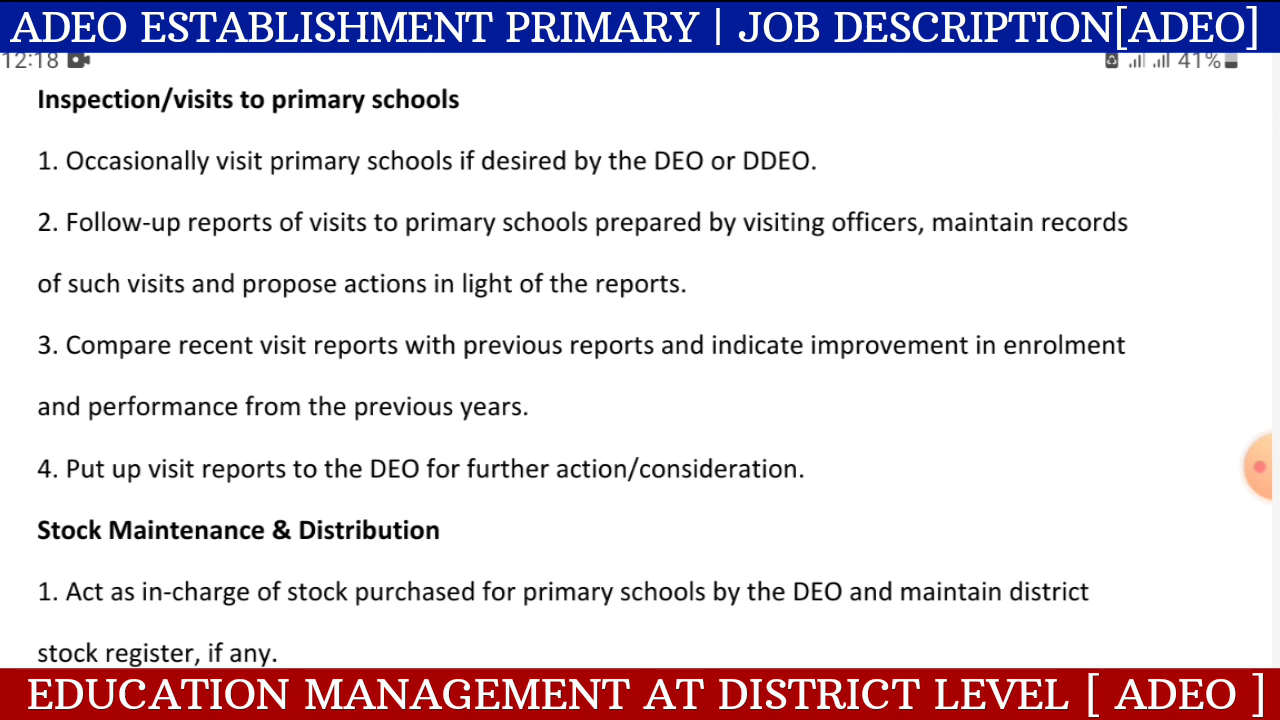 ADEO ESTABLISHMENT PRIMARY | JOB DESCRIPTION[ADEO]
12:18 41%
Inspection/visits to primary schools
1. Occasionally visit primary schools if desired by the DEO or DDEO.
2. Follow-up reports of visits to primary schools prepared by visiting officers, maintain records
of such visits and propose actions in light of the reports.
3. Compare recent visit reports with previous reports and indicate improvement in enrolment
and performance from the previous years.
4. Put up visit reports to the DEO for further action/consideration.
Stock Maintenance & Distribution
1. Act as in-charge of stock purchased for primary schools by the DEO and maintain district
stock register, if any.
EDUCATION MANAGEMENT AT DISTRICT LEVEL [ ADEO ]